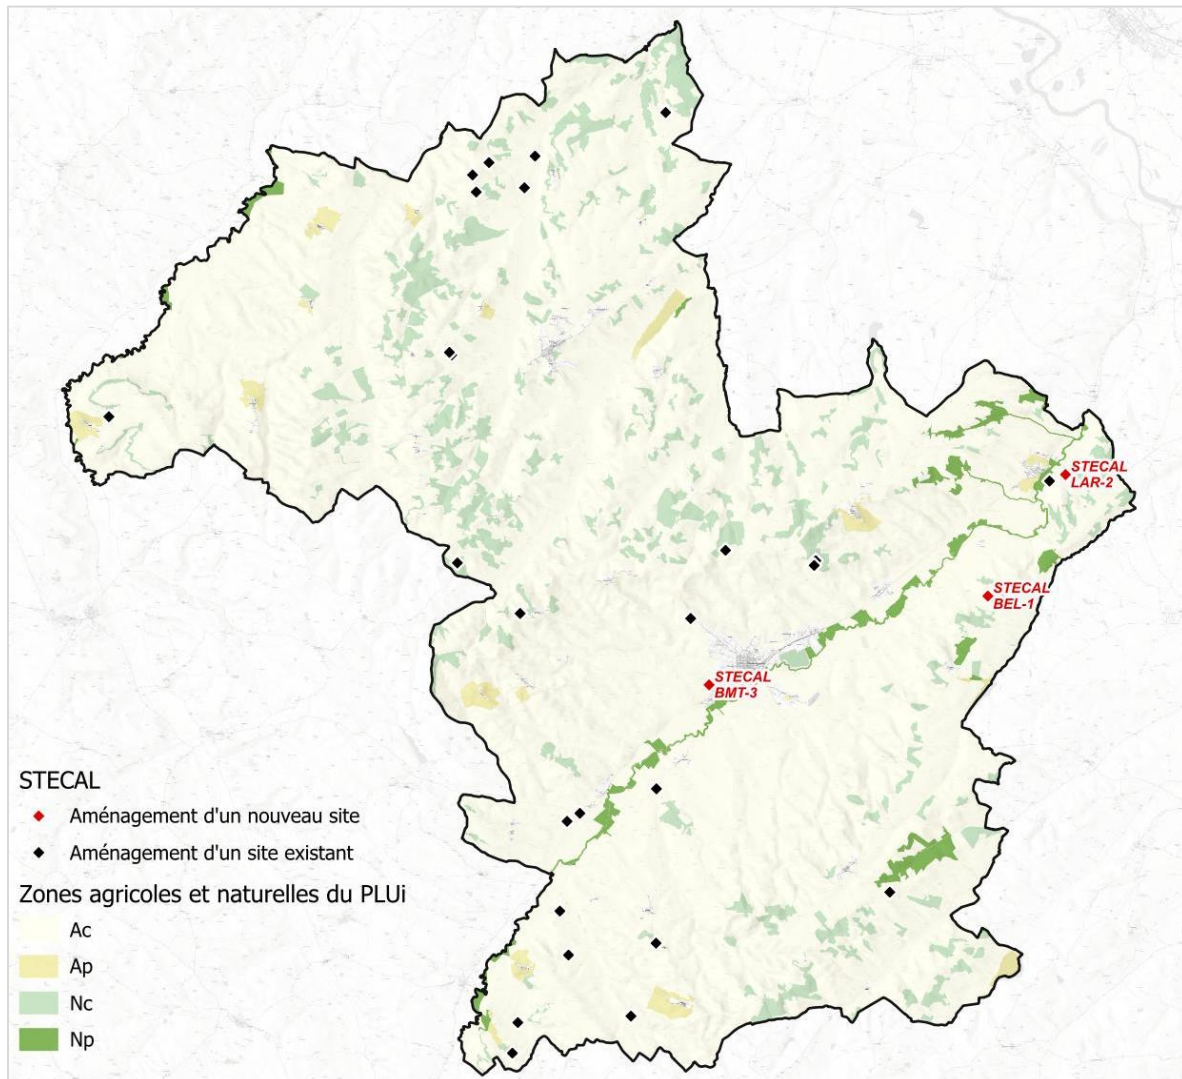 STECAL
LAR-2
STECAL
BEL-1
STECAL
BMT-3
STECAL
Aménagement d'un nouveau site
Aménagement d'un site existant
Zones agricoles et naturelles du PLUi
Ac
Ap
Nc
Np